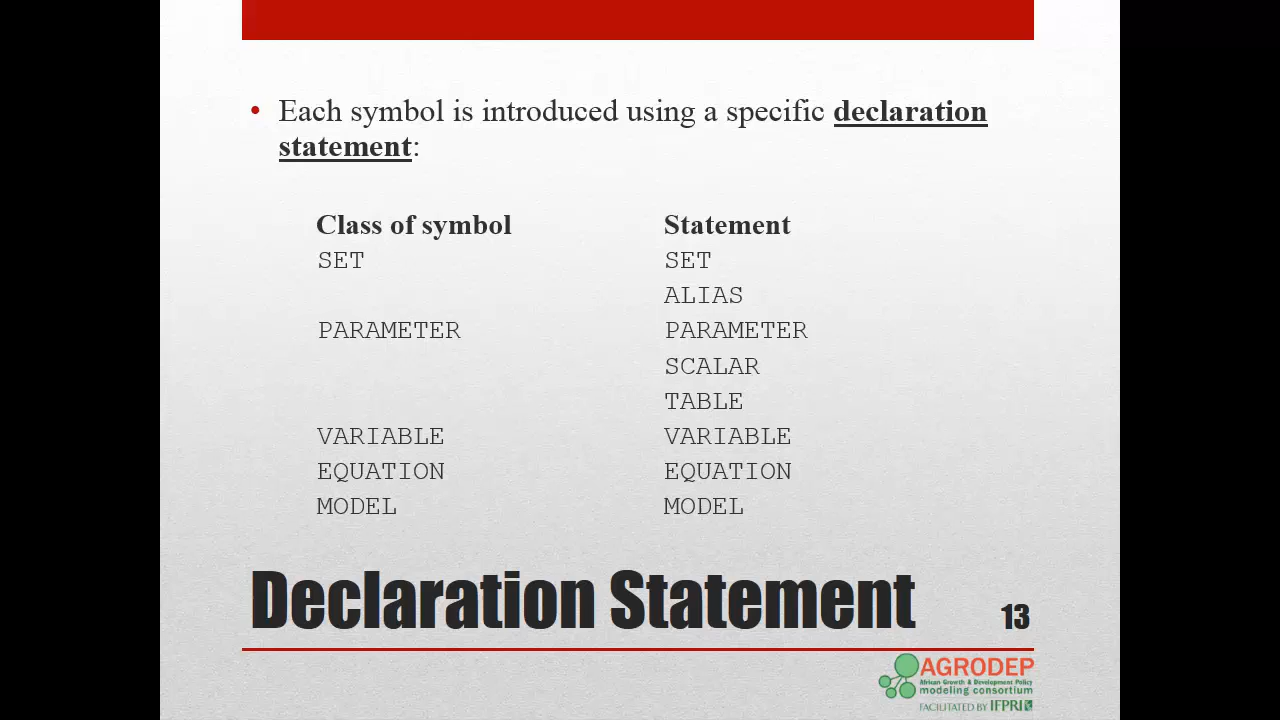 • Each symbol is introduced using a specific declaration
statement:
Class of symbol Statement
SET SET
ALIAS
PARAMETER PARAMETER
SCALAR
TABLE
VARIABLE VARIABLE
EQUATION EQUATION
MODEL MODEL
Declaration Statement 13
AGRODEP
African Growth & Development Policy
modeling consortium
FACILITATED BY IFPRI